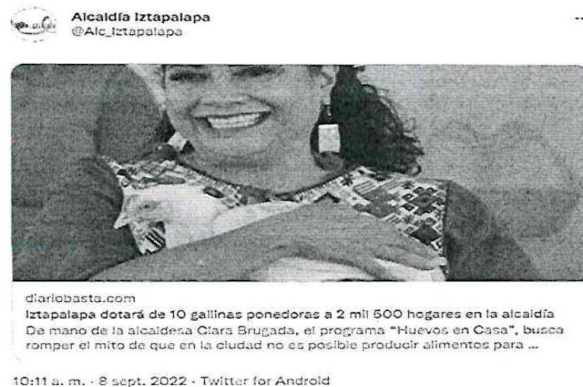 Alcaldía Iztapalapa
@Alc_Iztapalapa
diariobasta.com
Iztapalapa dotará de 10 gallinas ponedoras a 2 mil 500 hogares en la alcaldía
De mano de la alcaldesa Clara Brugada, el programa "Huevos en Casa", busca
romper el mito de que en la ciudad no es posible producir alimentos para ...
10:11 a. m. · 8 sept. 2022 · Twitter for Android